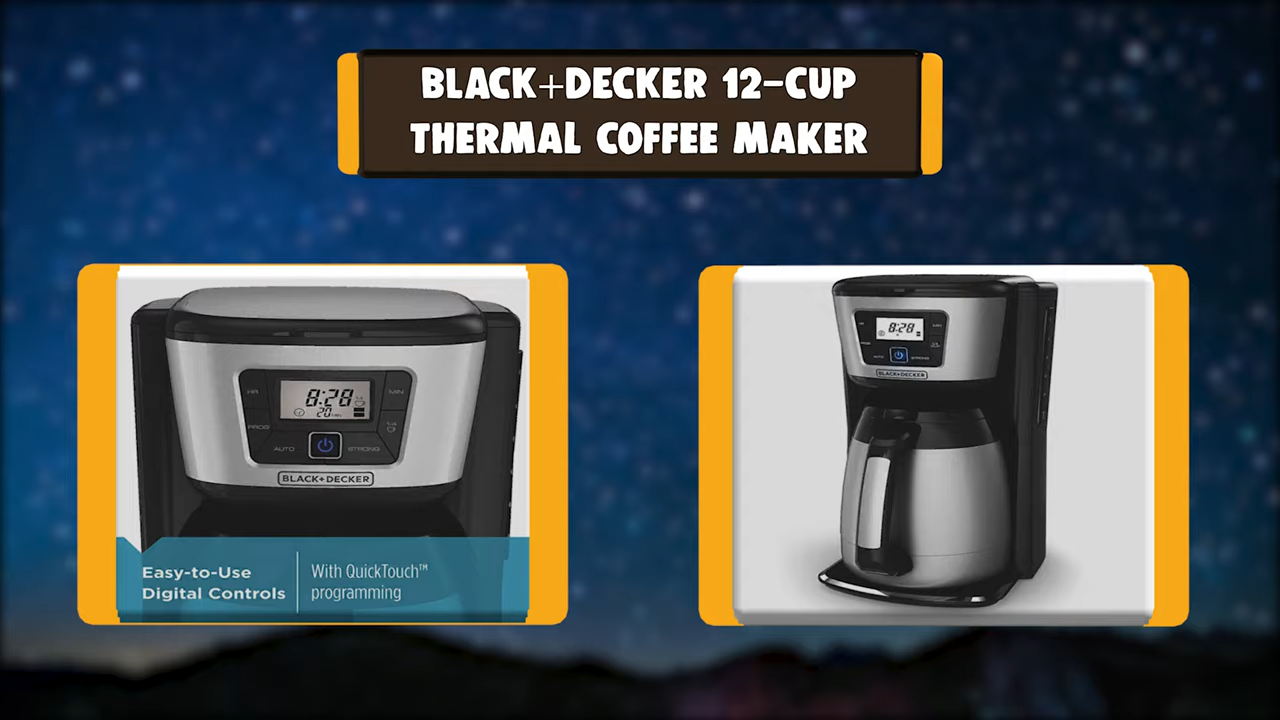 BLACK+DECKER 12-CUP
THERMAL COFFEE MAKER
8:28
20
HR
MIN
PROG
AUTO
STRONG
BLACK+DECKER
Easy-to-Use
Digital Controls
With QuickTouch™
programming
8:28
AUTO
STRONG
BLACK+DECKER